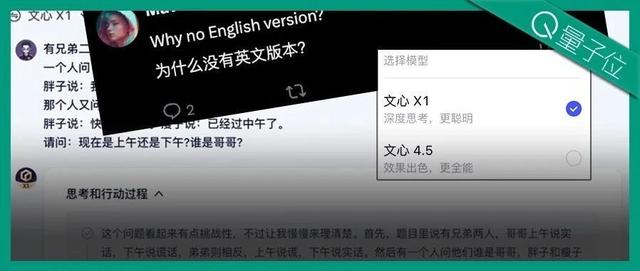 文心 X1
有兄弟二
一个人问
胖子说：我
那个人又问
胖子说：快
说：已经过中午了。
请问：现在是上午还是下午?谁是哥哥?
X1
思考和行动过程
这个问题看起来有点挑战性，不过让我慢慢来理清楚。首先，题目里说有兄弟两人，哥哥上午说实
话，下午说谎话，弟弟则相反，上午说谎，下午说实话。然后有一个人问他们谁是哥哥，胖子和瘦子
Why no English version?
为什么没有英文版本?
2
选择模型
文心 X1
深度思考，更聪明
文心 4.5
效果出色，更全能
量子位